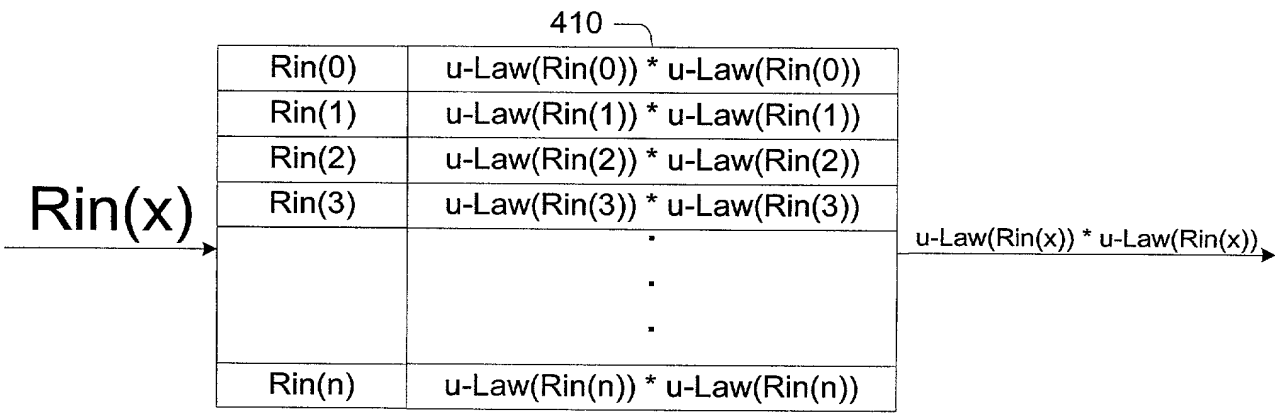 410
Rin(0) u-Law(Rin(0)) * u-Law(Rin(0))
Rin(1) u-Law(Rin(1)) * u-Law(Rin(1))
Rin(2) u-Law(Rin(2)) * u-Law(Rin(2))
Rin(3) u-Law(Rin(3)) * u-Law(Rin(3))
Rin(x)
u-Law(Rin(x)) * u-Law(Rin(x))
Rin(n) u-Law(Rin(n)) * u-Law(Rin(n))